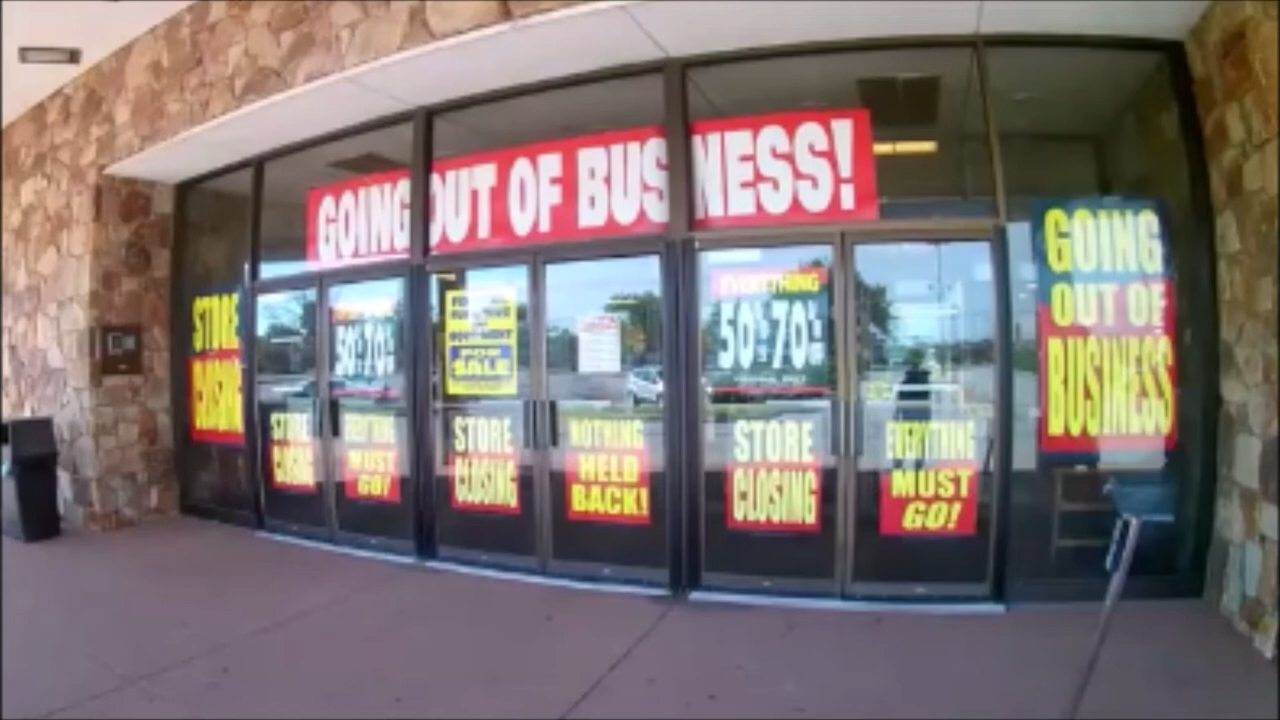 GOING OUT OF BUSINESS!
STORE
CLOSING
50% 70%
STORE
CLOSING
EVERYTHING
MUST
GO!
FOR
SALE
STORE
CLOSING
NOTHING
HELD
BACK!
EVERYTHING
50% 70%
STORE
CLOSING
EVERYTHING
MUST
GO!
GOING
OUT OF
BUSINESS